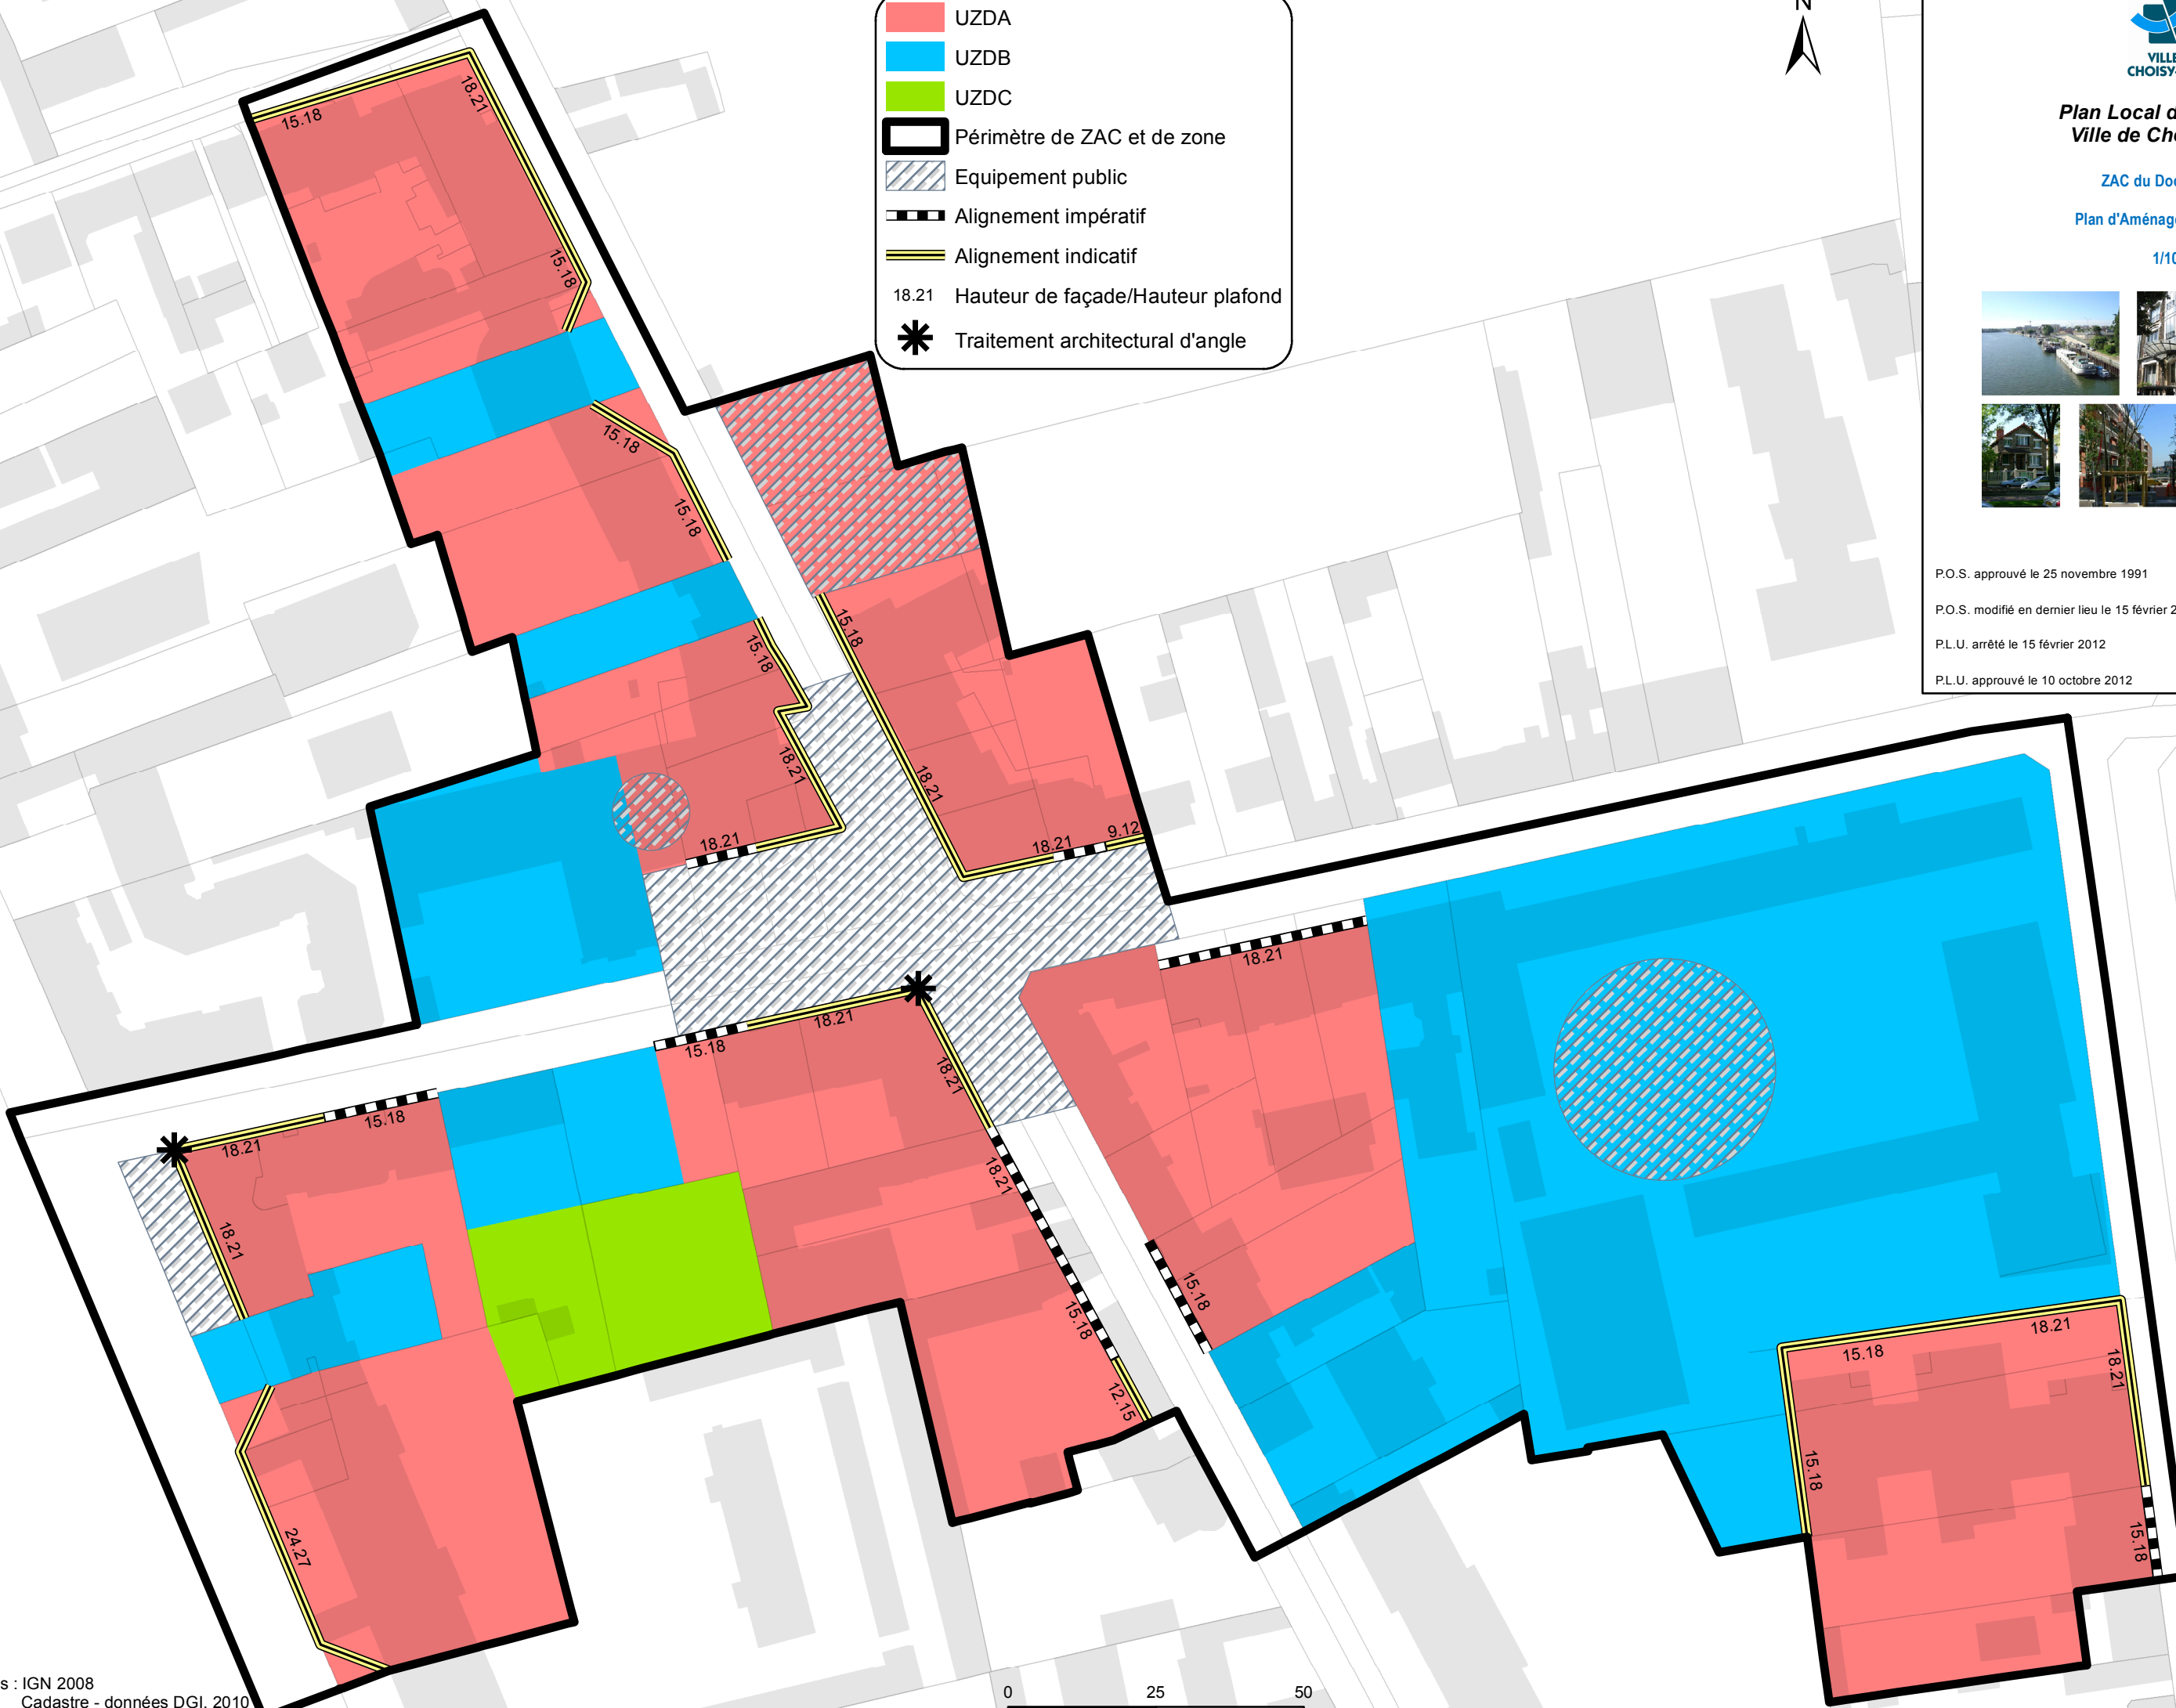 UZDA
UZDB
UZDC
Périmètre de ZAC et de zone
Equipement public
Alignement impératif
Alignement indicatif
18.21 Hauteur de façade/Hauteur plafond
Traitement architectural d'angle
N
VILLE
CHOISY-
Plan Local d
Ville de Ch
ZAC du Do
Plan d'Aménag
1/10
P.O.S. approuvé le 25 novembre 1991
P.O.S. modifié en dernier lieu le 15 février 2
P.L.U. arrêté le 15 février 2012
P.L.U. approuvé le 10 octobre 2012
15.18
18.21
15.18
15.18
15.18
15.18
15.18
18.21
18.21
18.21
18.21
9.12
18.21
18.21
15.18
18.21
18.21
15.18
18.21
18.21
15.18
15.18
12.15
24.27
15.18
18.21
18.21
15.18
15.18
s : IGN 2008
Cadastre - données DGI, 2010
0 25 50